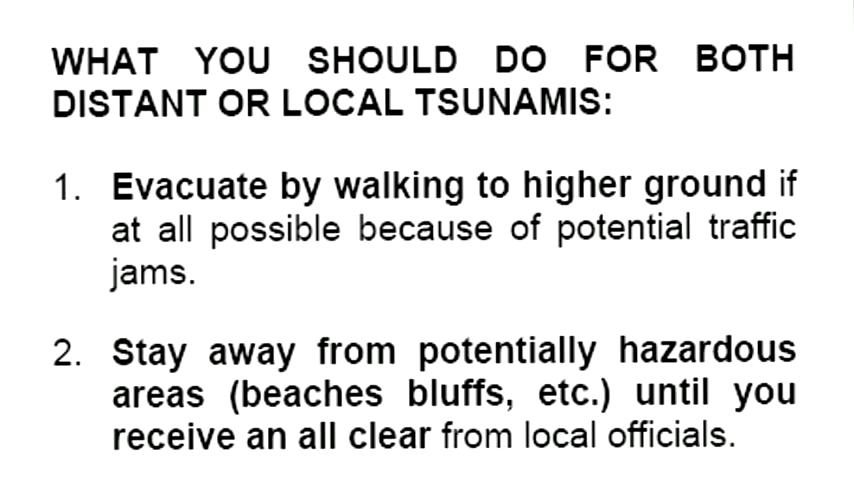 WHAT YOU SHOULD DO FOR BOTH
DISTANT OR LOCAL TSUNAMIS:
1. Evacuate by walking to higher ground if
at all possible because of potential traffic
jams.
2. Stay away from potentially hazardous
areas (beaches bluffs, etc.) until you
receive an all clear from local officials.